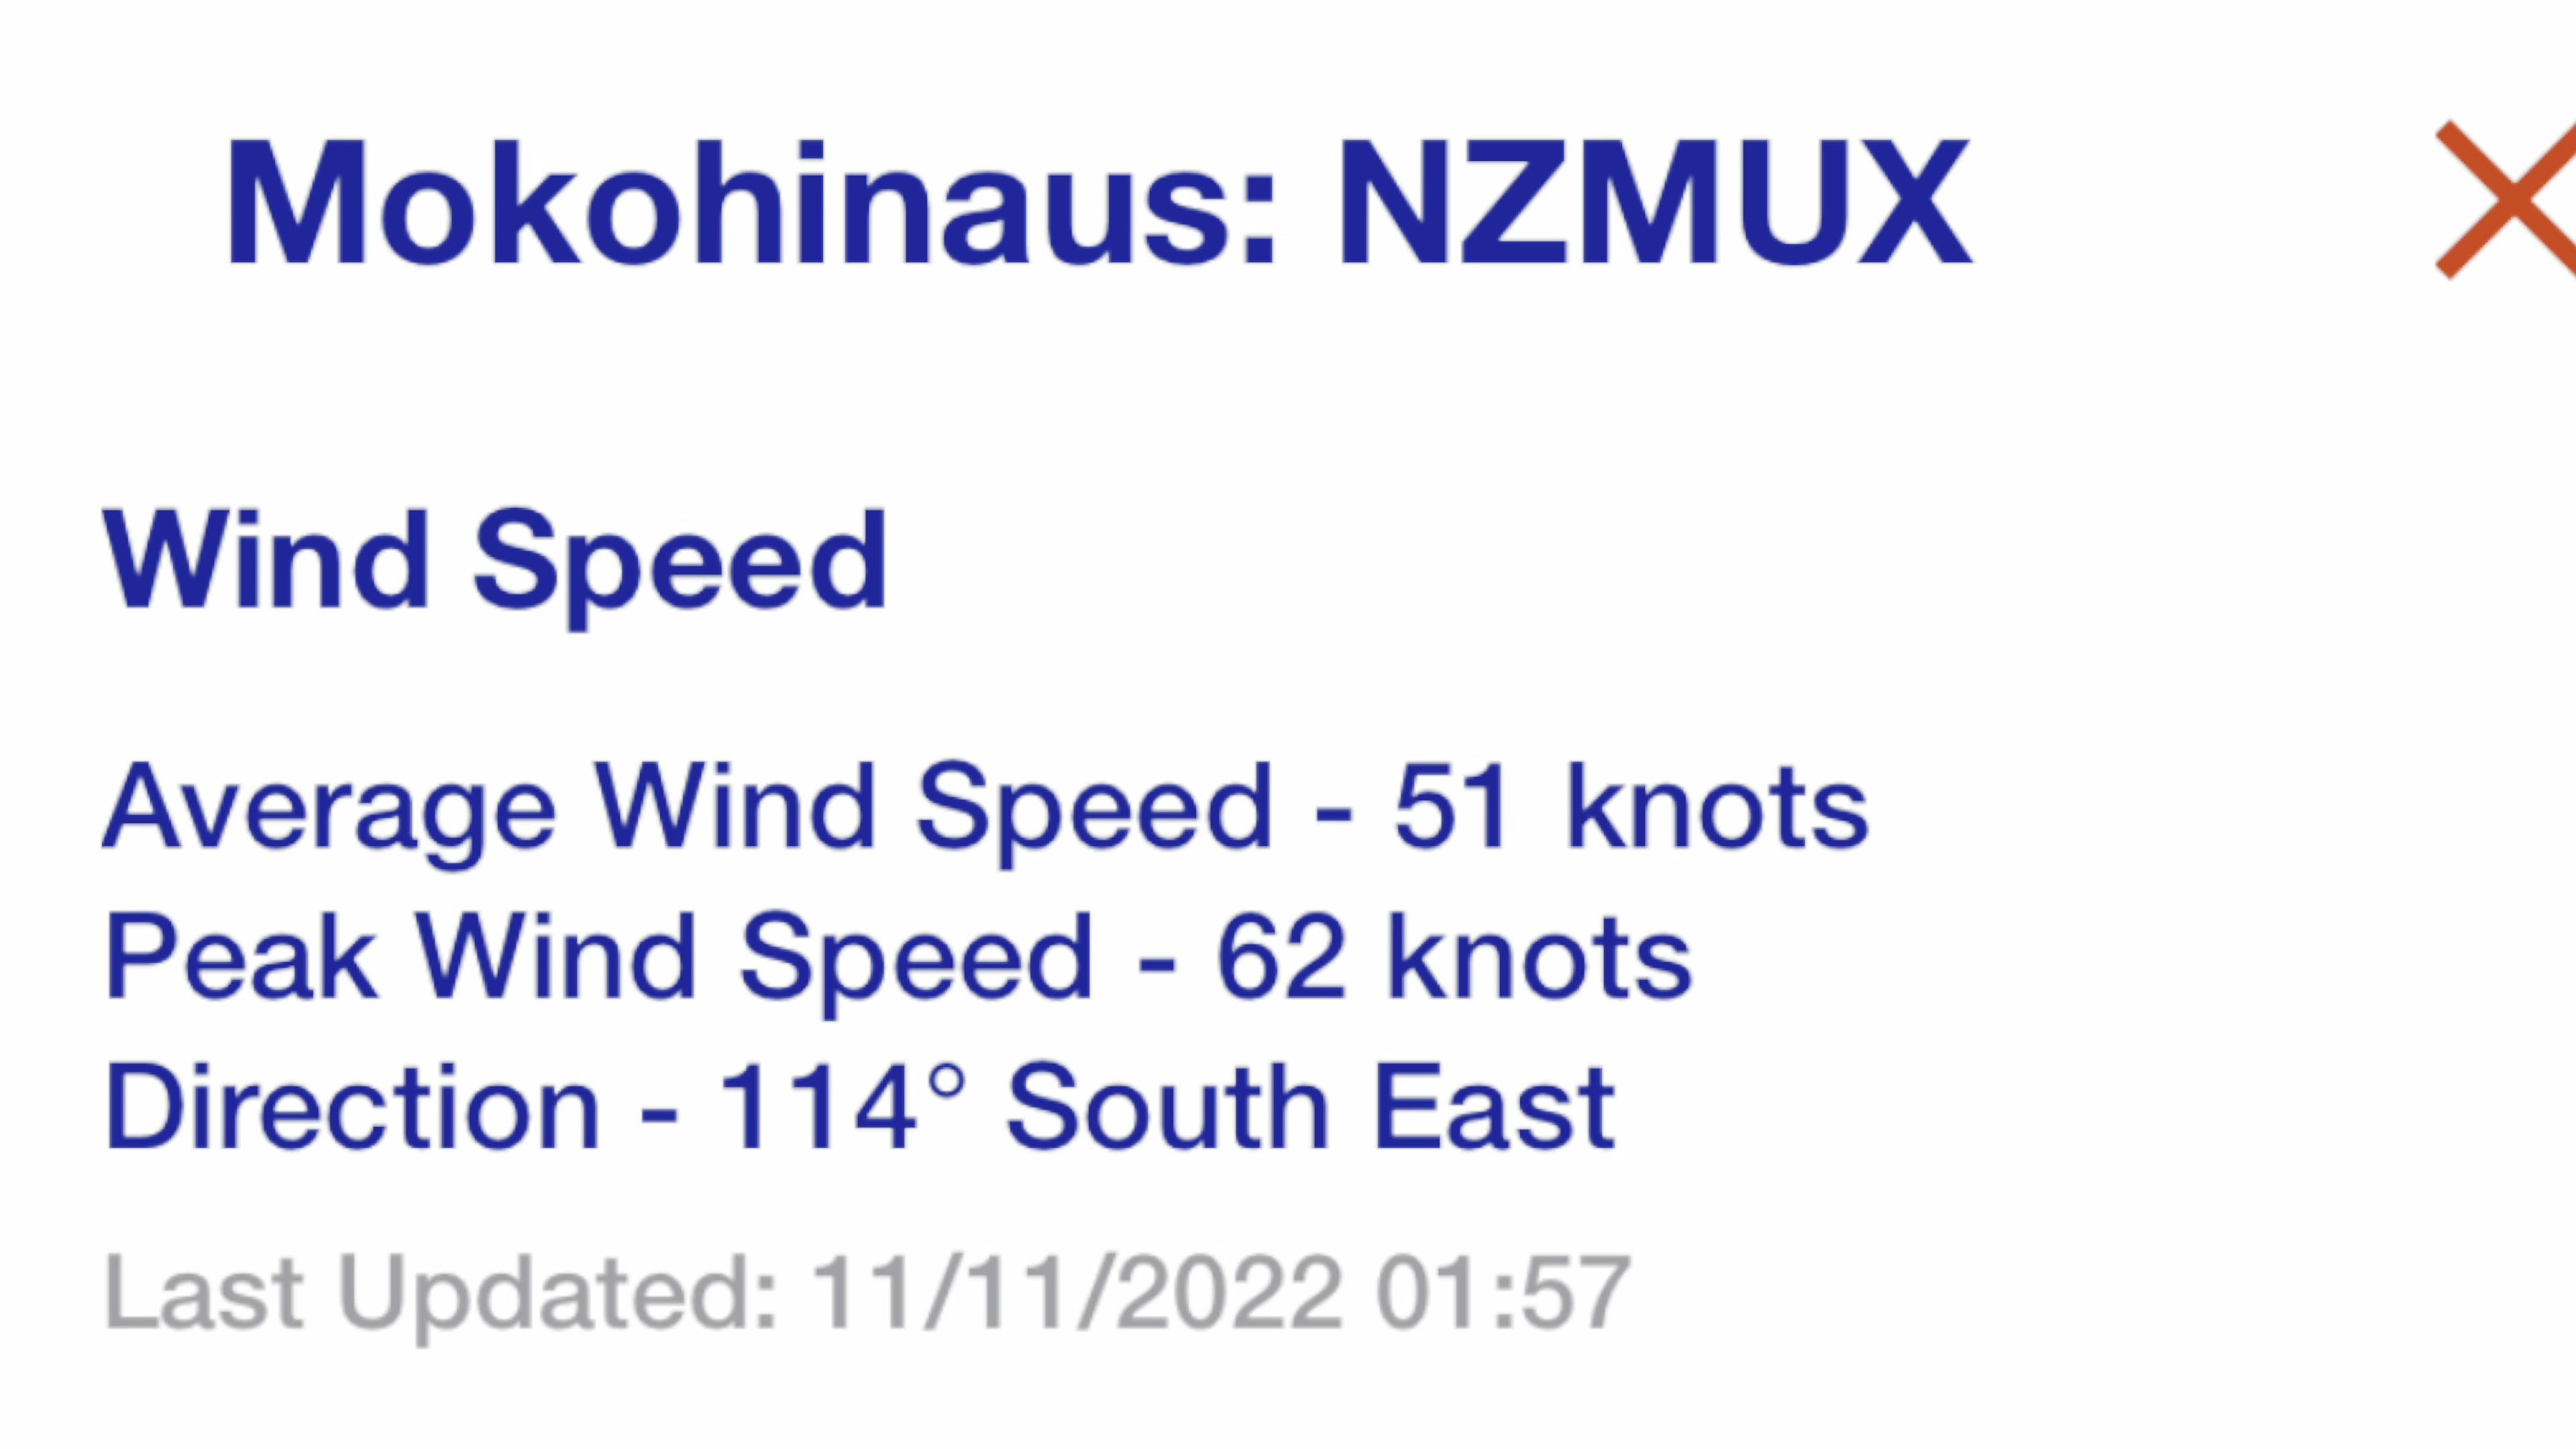 Mokohinaus: NZMUX
Wind Speed
Average Wind Speed - 51 knots
Peak Wind Speed - 62 knots
Direction - 114° South East
Last Updated: 11/11/2022 01:57